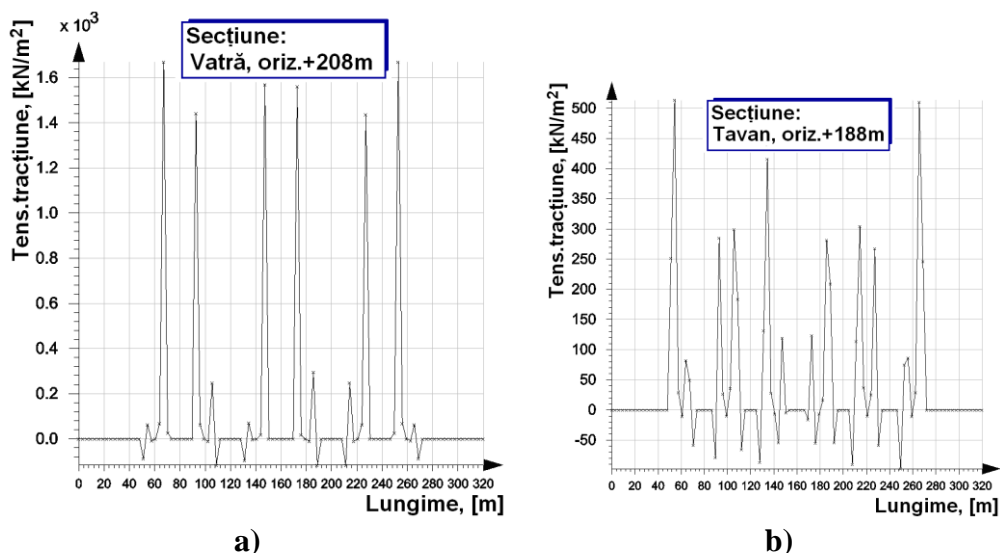 x 10³
Secțiune:
Vatră, oriz.+208m
Tens.tracțiune, [kN/m²]
1.6
1.4
1.2
1.0
0.8
0.6
0.4
0.2
0.0
0 20 40 60 80 100 120 140 160 180 200 220 240 260 280 300 320
Lungime, [m]
a)
Secțiune:
Tavan, oriz.+188m
Tens.tracțiune, [kN/m²]
500
450
400
350
300
250
200
150
100
50
0
-50
0 20 40 60 80 100 120 140 160 180 200 220 240 260 280 300 320
Lungime, [m]
b)